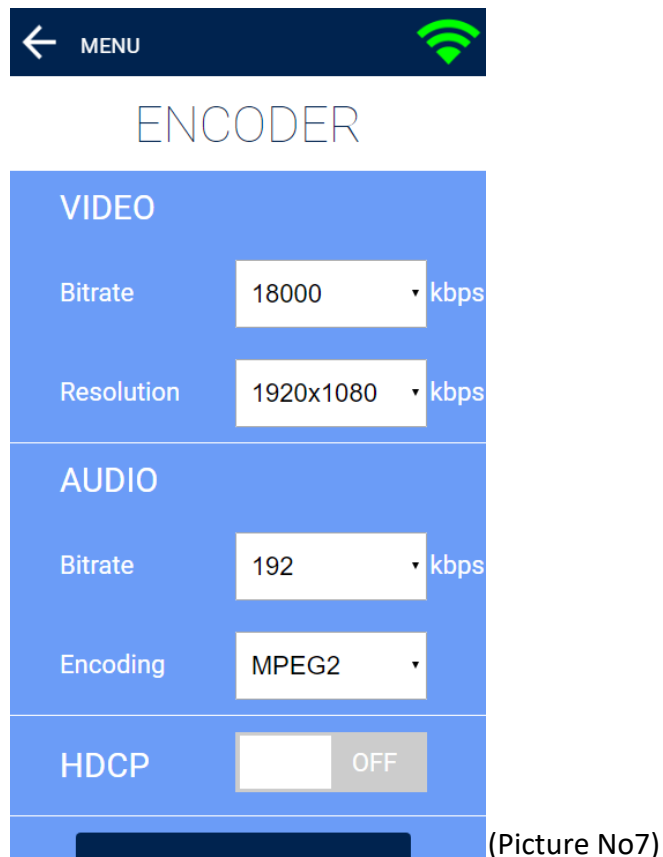 MENU
ENCODER
VIDEO
Bitrate 18000 kbps
Resolution 1920x1080 kbps
AUDIO
Bitrate 192 kbps
Encoding MPEG2
HDCP OFF
(Picture No7)